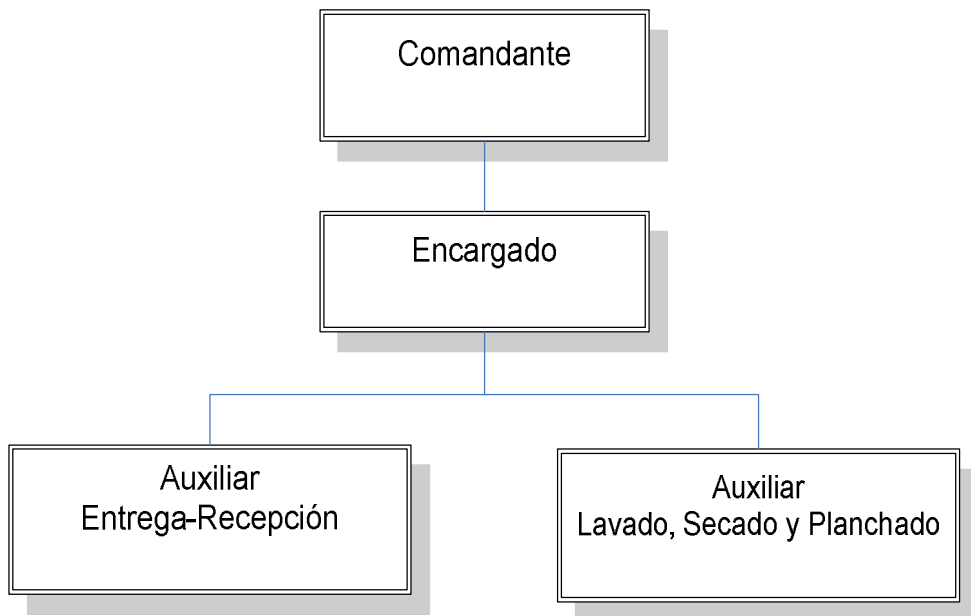 Comandante
Encargado
Auxiliar
Entrega-Recepción
Auxiliar
Lavado, Secado y Planchado